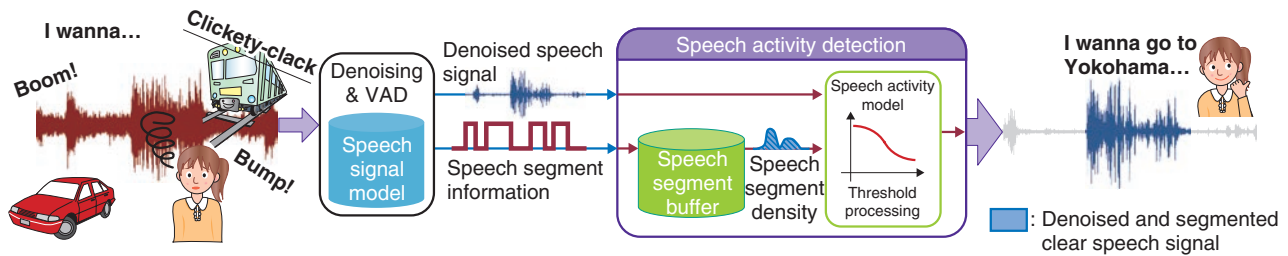 I wanna…
Boom!
Clickety-clack
Bump!
Denoising
& VAD
Speech
signal
model
Denoised speech
signal
Speech segment
information
Speech activity detection
Speech
segment
buffer
Speech
segment
density
Speech activity
model
Threshold
processing
I wanna go to
Yokohama…
: Denoised and segmented
clear speech signal